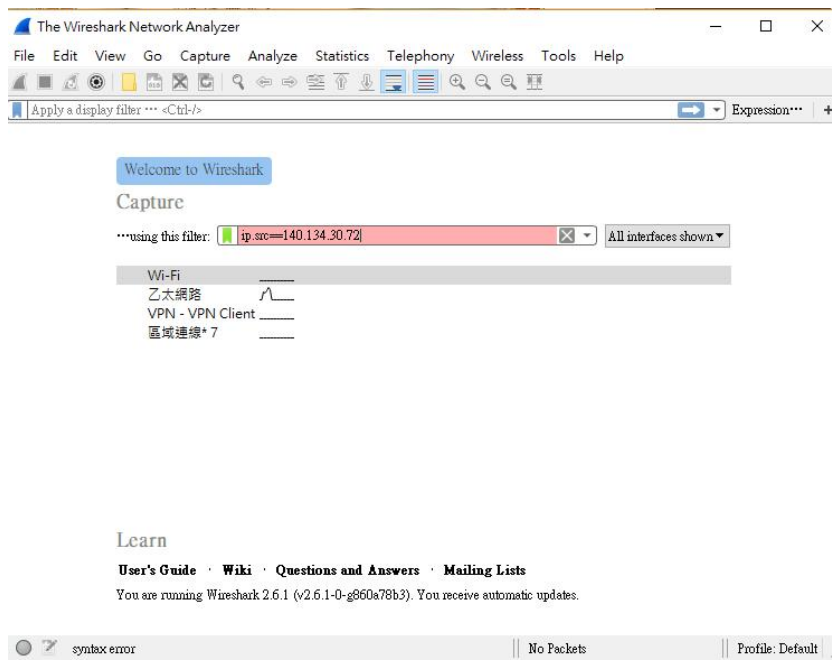 The Wireshark Network Analyzer
File Edit View Go Capture Analyze Statistics Telephony Wireless Tools Help
Apply a display filter ··· <Ctrl-/> Expression··· +
Welcome to Wireshark
Capture
···using this filter: ip.src==140.134.30.72 All interfaces shown
Wi-Fi
乙太網路
VPN - VPN Client
區域連線* 7
Learn
User's Guide · Wiki · Questions and Answers · Mailing Lists
You are running Wireshark 2.6.1 (v2.6.1-0-g860a78b3). You receive automatic updates.
syntax error No Packets Profile: Default